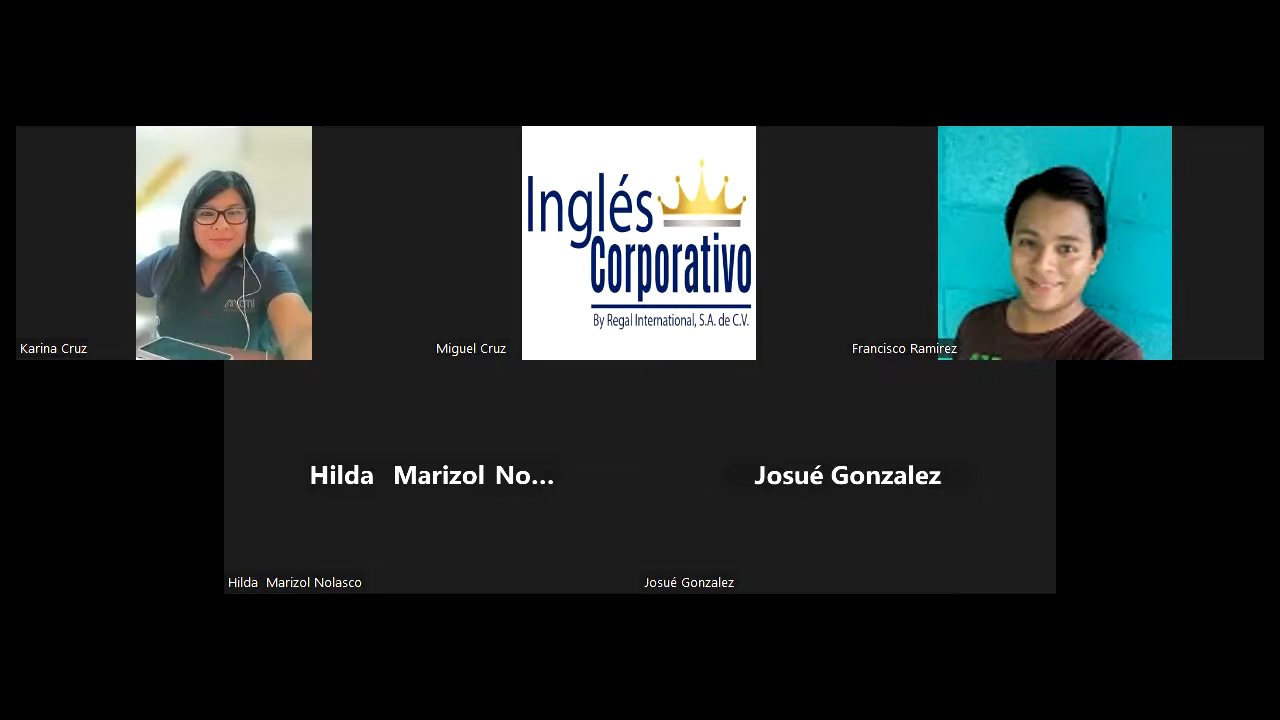 Inglés
Corporativo
By Regal International, S.A. de C.V.
Karina Cruz
Miguel Cruz
Francisco Ramirez
Hilda Marizol No...
Josué Gonzalez
Hilda Marizol Nolasco
Josué Gonzalez